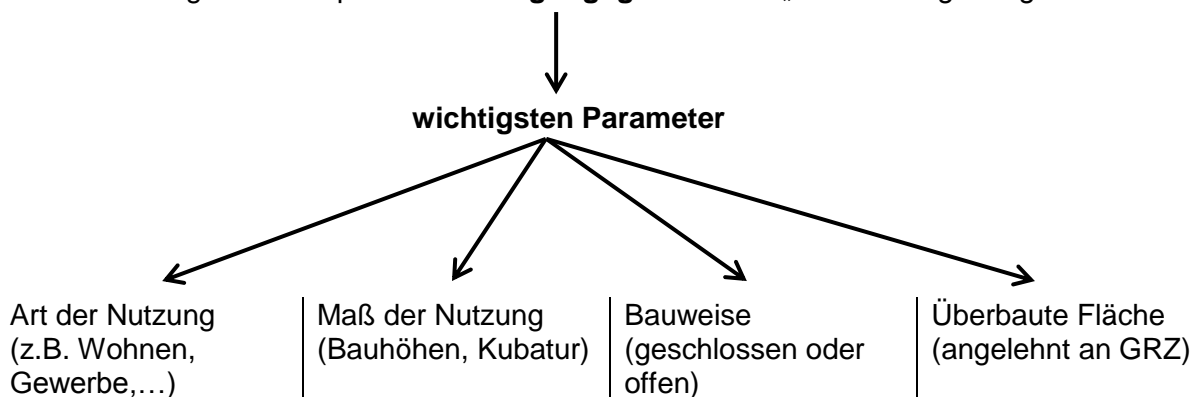 wichtigsten Parameter
Art der Nutzung
(z.B. Wohnen,
Gewerbe,…)
Maß der Nutzung
(Bauhöhen, Kubatur)
Bauweise
(geschlossen oder
offen)
Überbaute Fläche
(angelehnt an GRZ)